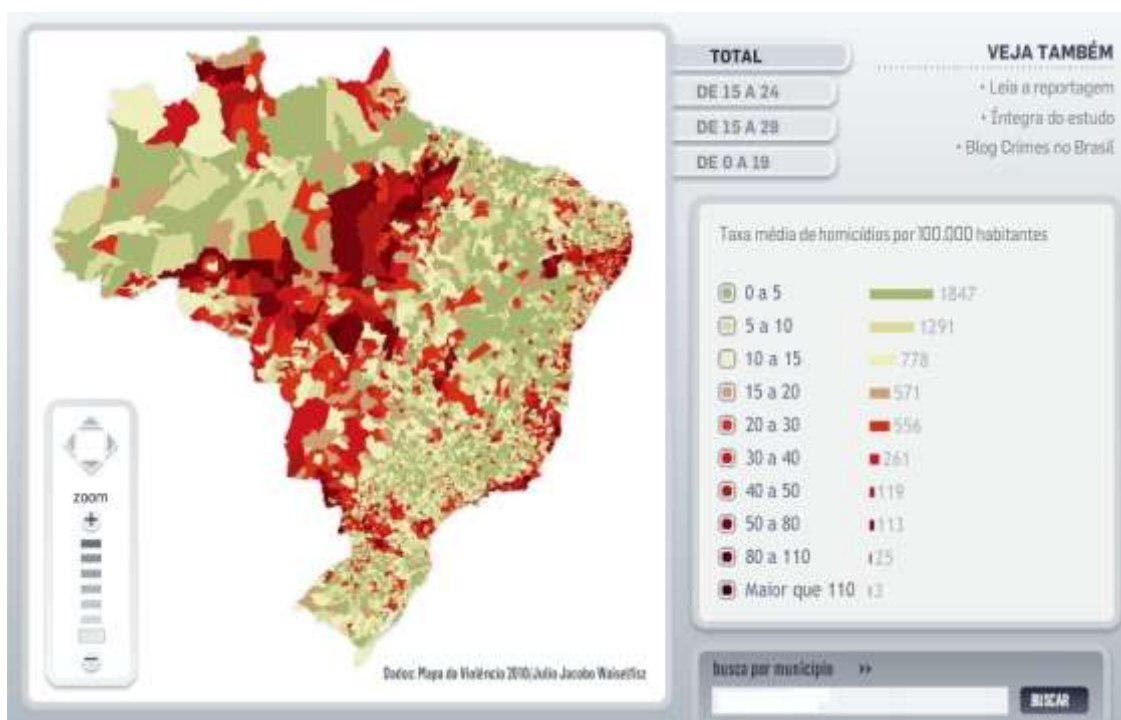 TOTAL
DE 15 A 24
DE 15 A 29
DE 0 A 19
VEJA TAMBÉM
• Leia a reportagem
• Íntegra do estudo
• Blog Crimes no Brasil
Taxa média de homicídios por 100.000 habitantes
0 a 5 1847
5 a 10 1291
10 a 15 778
15 a 20 571
20 a 30 556
30 a 40 261
40 a 50 119
50 a 80 113
80 a 110 25
Maior que 110 3
zoom
+
−
Dados: Mapa da Violência 2010/Julio Jacobo Waiselfisz
busca por município >>
BUSCAR